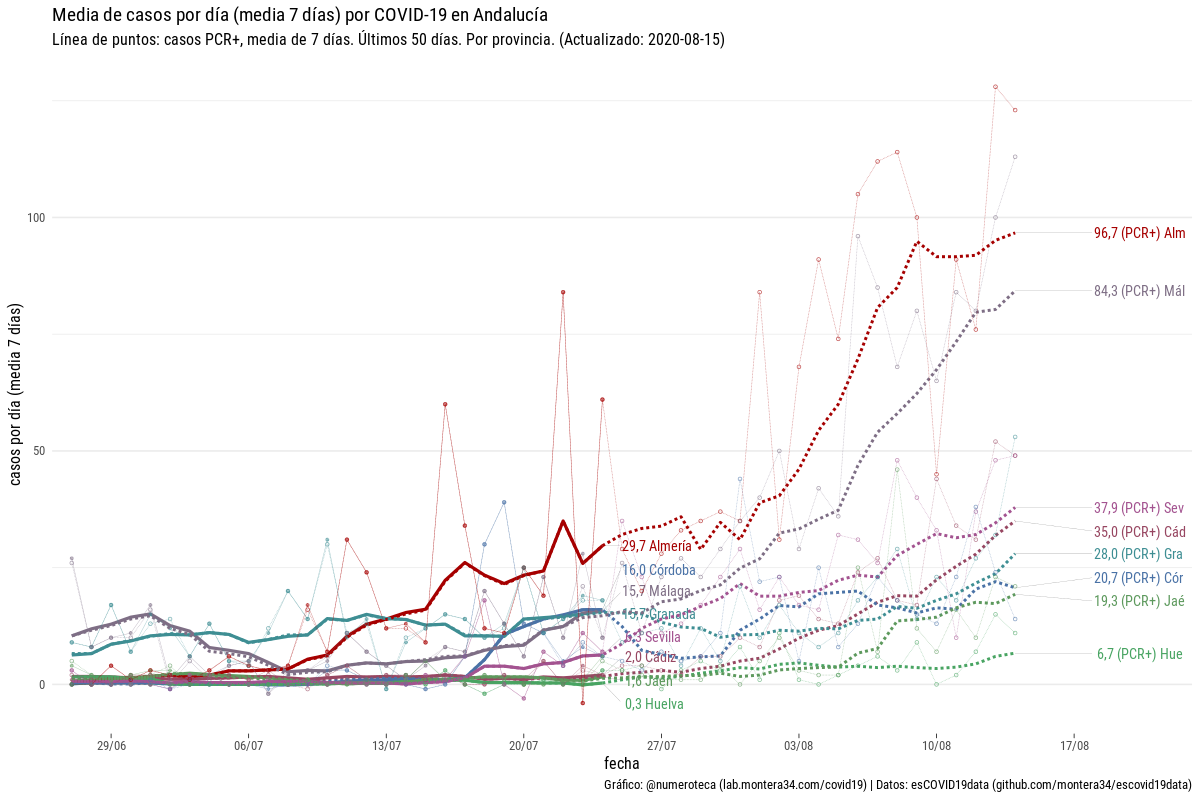 Media de casos por día (media 7 días) por COVID-19 en Andalucía
Línea de puntos: casos PCR+, media de 7 días. Últimos 50 días. Por provincia. (Actualizado: 2020-08-15)
casos por día (media 7 días)
100
50
0
96,7 (PCR+) Alm
84,3 (PCR+) Mál
37,9 (PCR+) Sev
35,0 (PCR+) Cád
28,0 (PCR+) Gra
20,7 (PCR+) Cór
19,3 (PCR+) Jaé
6,7 (PCR+) Hue
29,7 Almería
16,0 Córdoba
15,7 Málaga
15,7 Granada
6,3 Sevilla
2,0 Cádiz
1,6 Jaén
0,3 Huelva
29/06 06/07 13/07 20/07 27/07 03/08 10/08 17/08
fecha
Gráfico: @numeroteca (lab.montera34.com/covid19) | Datos: esCOVID19data (github.com/montera34/escovid19data)